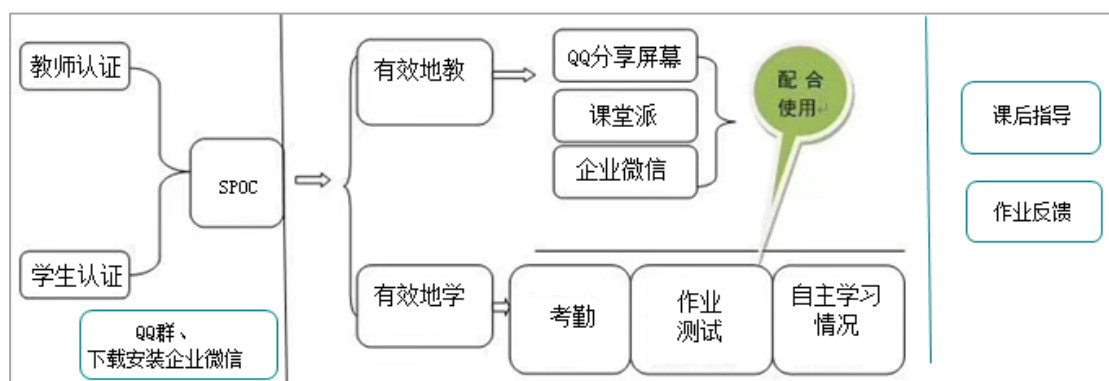 教师认证
学生认证
SPOC
QQ群、
下载安装企业微信
有效地教
QQ分享屏幕
课堂派
企业微信
配 合
使用
有效地学
考勤
作业
测试
自主学习
情况
课后指导
作业反馈